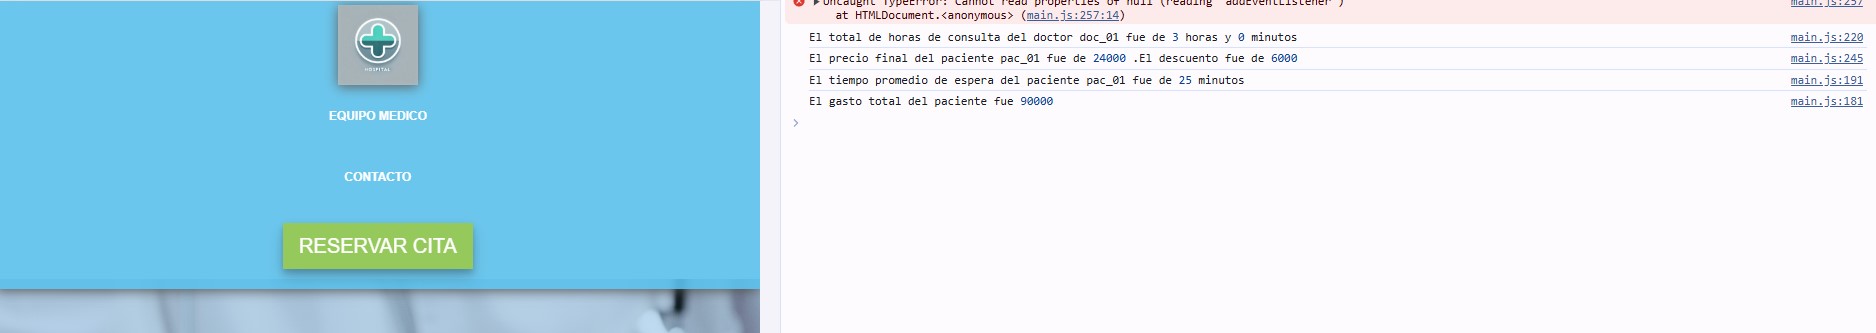 HOSPITAL
EQUIPO MEDICO
CONTACTO
RESERVAR CITA
Uncaught TypeError: Cannot read properties of null (reading 'addEventListener') main.js:257
at HTMLDocument.<anonymous> (main.js:257:14)
El total de horas de consulta del doctor doc_01 fue de 3 horas y 0 minutos main.js:220
El precio final del paciente pac_01 fue de 24000 .El descuento fue de 6000 main.js:245
El tiempo promedio de espera del paciente pac_01 fue de 25 minutos main.js:191
El gasto total del paciente fue 90000 main.js:181